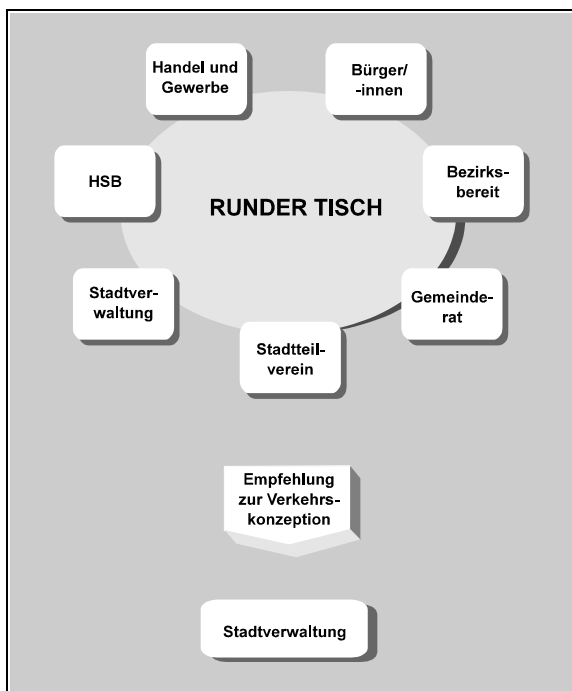 Handel und
Gewerbe
Bürger/
-innen
HSB
RUNDER TISCH
Bezirks-
bereit
Stadtver-
waltung
Gemeinde-
rat
Stadtteil-
verein
Empfehlung
zur Verkehrs-
konzeption
Stadtverwaltung